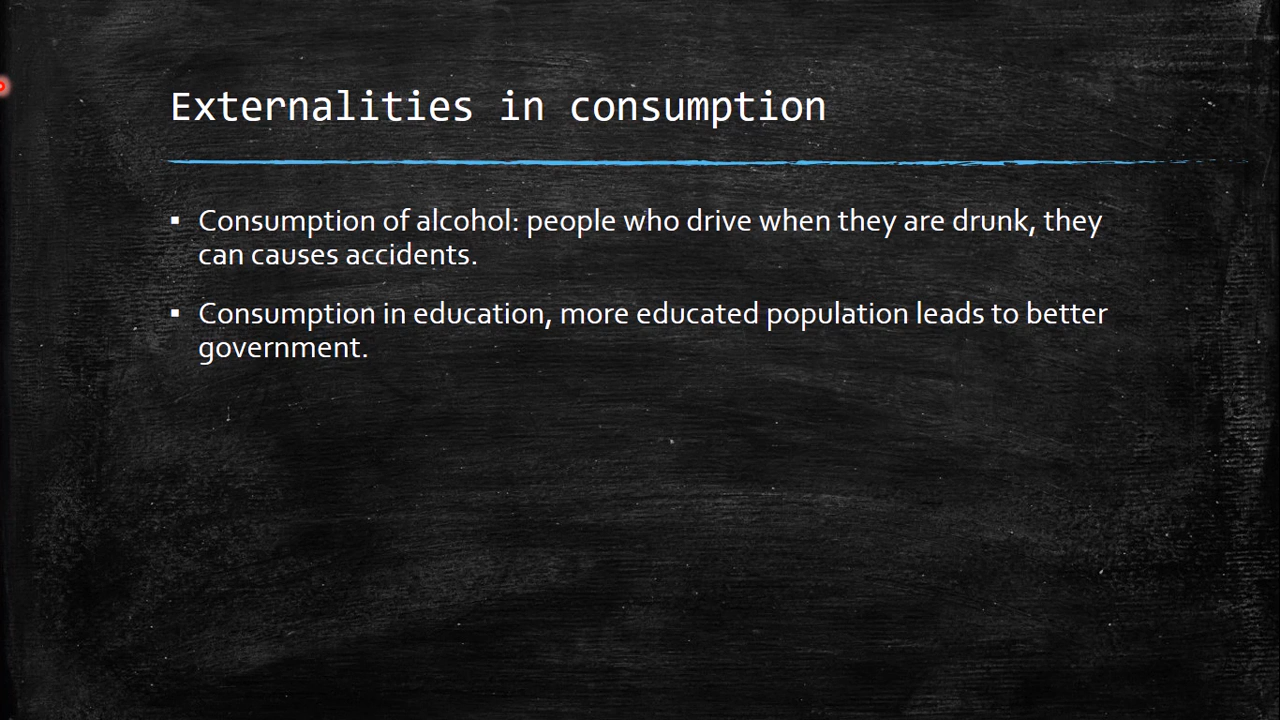 Externalities in consumption
▪ Consumption of alcohol: people who drive when they are drunk, they
can causes accidents.
▪ Consumption in education, more educated population leads to better
government.